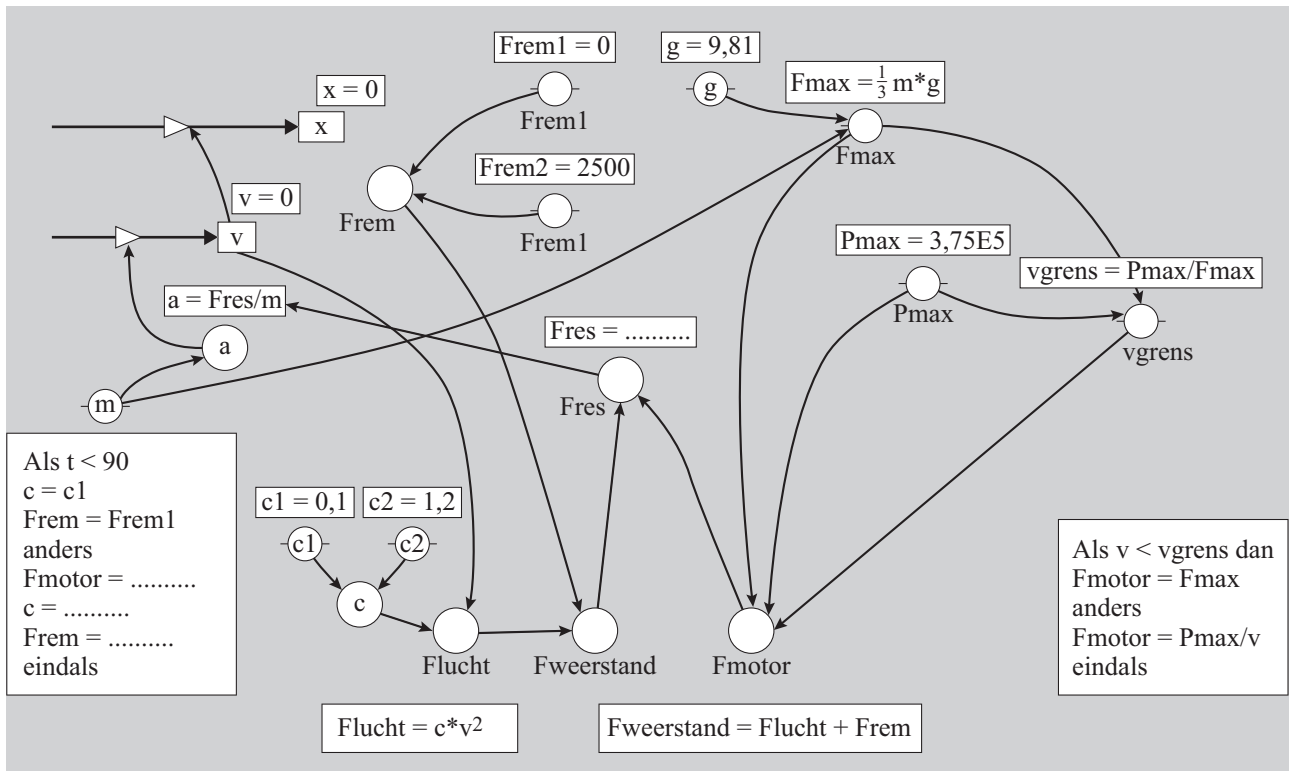 Frem1 = 0
g = 9,81
x = 0
g
Fmax = 1/3 m*g
x
Frem1
Fmax
Frem2 = 2500
v = 0
Frem
Frem1
v
Pmax = 3,75E5
vgrens = Pmax/Fmax
a = Fres/m
Pmax
Fres = ..........
a
vgrens
m
Fres
Als t < 90
c = c1
Frem = Frem1
anders
Fmotor = ..........
c = ..........
Frem = ..........
eindals
c1 = 0,1
c2 = 1,2
c1
c2
c
Flucht
Fweerstand
Fmotor
Als v < vgrens dan
Fmotor = Fmax
anders
Fmotor = Pmax/v
eindals
Flucht = c*v²
Fweerstand = Flucht + Frem